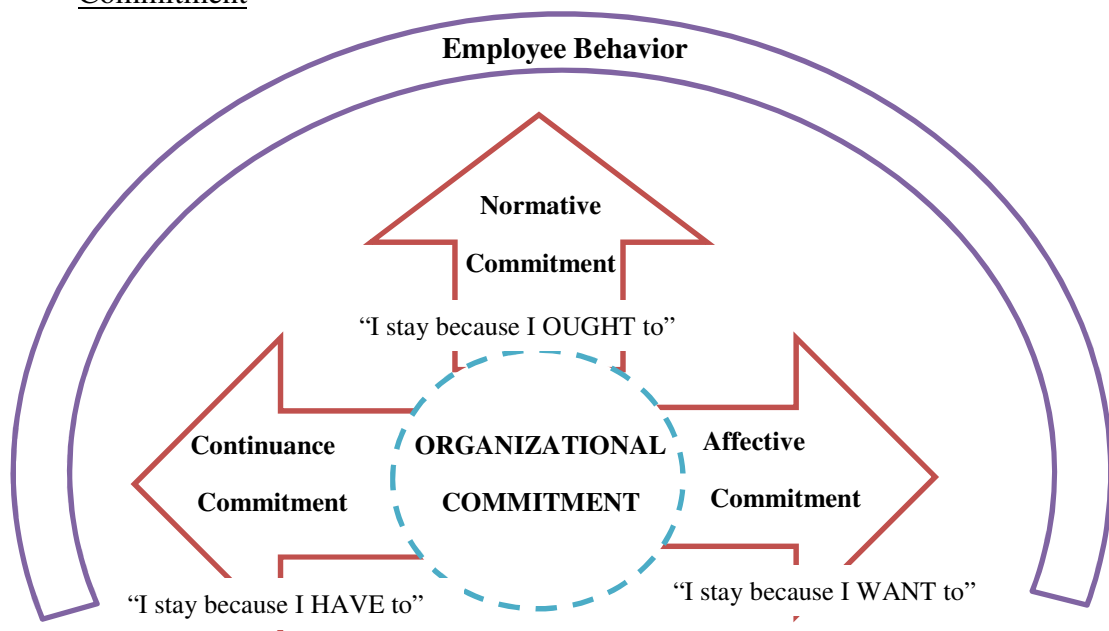 Commitment
Employee Behavior
Normative
Commitment
“I stay because I OUGHT to”
Continuance
Commitment
ORGANIZATIONAL
COMMITMENT
Affective
Commitment
“I stay because I HAVE to”
“I stay because I WANT to”